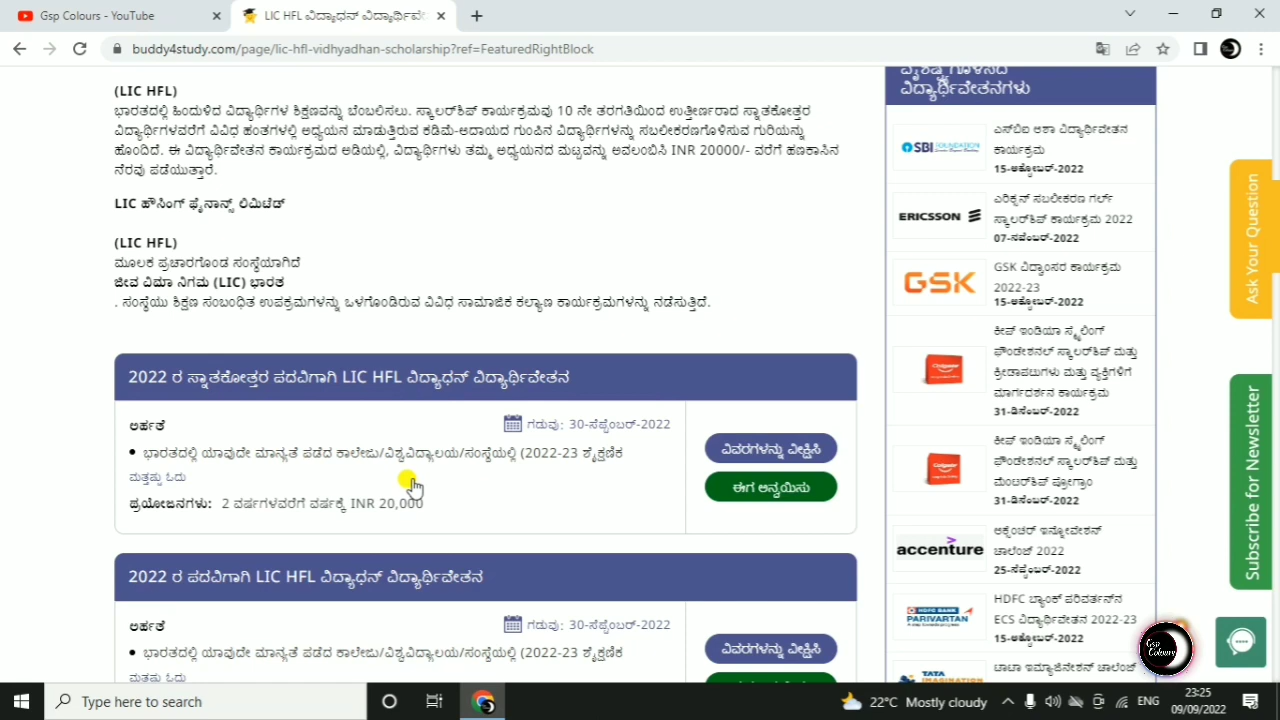 Gsp Colours - YouTube
LIC HFL ವಿದ್ಯಾಧನ್ ವಿದ್ಯಾರ್ಥಿವೇ
buddy4study.com/page/lic-hfl-vidhyadhan-scholarship?ref=FeaturedRightBlock
(LIC HFL)
ಭಾರತದಲ್ಲಿ ಹಿಂದುಳಿದ ವಿದ್ಯಾರ್ಥಿಗಳ ಶಿಕ್ಷಣವನ್ನು ಬೆಂಬಲಿಸಲು. ಸ್ಕಾಲರ್‌ಶಿಪ್ ಕಾರ್ಯಕ್ರಮವು 10 ನೇ ತರಗತಿಯಿಂದ ಉತ್ತೀರ್ಣರಾದ ಸ್ನಾತಕೋತ್ತರ
ವಿದ್ಯಾರ್ಥಿಗಳವರೆಗೆ ವಿವಿಧ ಹಂತಗಳಲ್ಲಿ ಅಧ್ಯಯನ ಮಾಡುತ್ತಿರುವ ಕಡಿಮೆ-ಆದಾಯದ ಗುಂಪಿನ ವಿದ್ಯಾರ್ಥಿಗಳನ್ನು ಸಬಲೀಕರಣಗೊಳಿಸುವ ಗುರಿಯನ್ನು
ಹೊಂದಿದೆ. ಈ ವಿದ್ಯಾರ್ಥಿವೇತನ ಕಾರ್ಯಕ್ರಮದ ಅಡಿಯಲ್ಲಿ, ವಿದ್ಯಾರ್ಥಿಗಳು ತಮ್ಮ ಅಧ್ಯಯನದ ಮಟ್ಟವನ್ನು ಅವಲಂಬಿಸಿ INR 20000/- ವರೆಗೆ ಹಣಕಾಸಿನ
ನೆರವು ಪಡೆಯುತ್ತಾರೆ.
LIC ಹೌಸಿಂಗ್ ಫೈನಾನ್ಸ್ ಲಿಮಿಟೆಡ್
(LIC HFL)
ಮೂಲಕ ಪ್ರಚಾರಗೊಂಡ ಸಂಸ್ಥೆಯಾಗಿದೆ
ಜೀವ ವಿಮಾ ನಿಗಮ (LIC) ಭಾರತ
. ಸಂಸ್ಥೆಯು ಶಿಕ್ಷಣ ಸಂಬಂಧಿತ ಉಪಕ್ರಮಗಳನ್ನು ಒಳಗೊಂಡಿರುವ ವಿವಿಧ ಸಾಮಾಜಿಕ ಕಲ್ಯಾಣ ಕಾರ್ಯಕ್ರಮಗಳನ್ನು ನಡೆಸುತ್ತಿದೆ.
2022 ರ ಸ್ನಾತಕೋತ್ತರ ಪದವಿಗಾಗಿ LIC HFL ವಿದ್ಯಾಧನ್ ವಿದ್ಯಾರ್ಥಿವೇತನ
ಅರ್ಹತೆ
ಗಡುವು: 30-ಸೆಪ್ಟೆಂಬರ್-2022
• ಭಾರತದಲ್ಲಿ ಯಾವುದೇ ಮಾನ್ಯತೆ ಪಡೆದ ಕಾಲೇಜು/ವಿಶ್ವವಿದ್ಯಾಲಯ/ಸಂಸ್ಥೆಯಲ್ಲಿ (2022-23 ಶೈಕ್ಷಣಿಕ
ಮತ್ತಷ್ಟು ಓದು
ಪ್ರಯೋಜನಗಳು: 2 ವರ್ಷಗಳವರೆಗೆ ವರ್ಷಕ್ಕೆ INR 20,000
ವಿವರಗಳನ್ನು ವೀಕ್ಷಿಸಿ
ಈಗ ಅನ್ವಯಿಸು
2022 ರ ಪದವಿಗಾಗಿ LIC HFL ವಿದ್ಯಾಧನ್ ವಿದ್ಯಾರ್ಥಿವೇತನ
ಅರ್ಹತೆ
ಗಡುವು: 30-ಸೆಪ್ಟೆಂಬರ್-2022
• ಭಾರತದಲ್ಲಿ ಯಾವುದೇ ಮಾನ್ಯತೆ ಪಡೆದ ಕಾಲೇಜು/ವಿಶ್ವವಿದ್ಯಾಲಯ/ಸಂಸ್ಥೆಯಲ್ಲಿ (2022-23 ಶೈಕ್ಷಣಿಕ
ಮತ್ತಷ್ಟು ಓದು
ವಿವರಗಳನ್ನು ವೀಕ್ಷಿಸಿ
ವಿದ್ಯಾರ್ಥಿವೇತನಗಳು
SBI FOUNDATION
ಎಸ್‌ಬಿಐ ಆಶಾ ವಿದ್ಯಾರ್ಥಿವೇತನ
ಕಾರ್ಯಕ್ರಮ
15-ಅಕ್ಟೋಬರ್-2022
ERICSSON
ಎರಿಕ್ಸನ್ ಸಬಲೀಕರಣ ಗರ್ಲ್
ಸ್ಕಾಲರ್‌ಶಿಪ್ ಕಾರ್ಯಕ್ರಮ 2022
07-ನವೆಂಬರ್-2022
GSK
GSK ವಿದ್ವಾಂಸರ ಕಾರ್ಯಕ್ರಮ
2022-23
15-ಅಕ್ಟೋಬರ್-2022
ಕೀಪ್ ಇಂಡಿಯಾ ಸ್ಮೈಲಿಂಗ್
ಫೌಂಡೇಶನಲ್ ಸ್ಕಾಲರ್‌ಶಿಪ್ ಮತ್ತು
ಕ್ರೀಡಾಪಟುಗಳು ಮತ್ತು ವ್ಯಕ್ತಿಗಳಿಗೆ
ಮಾರ್ಗದರ್ಶನ ಕಾರ್ಯಕ್ರಮ
31-ಡಿಸೆಂಬರ್-2022
ಕೀಪ್ ಇಂಡಿಯಾ ಸ್ಮೈಲಿಂಗ್
ಫೌಂಡೇಶನಲ್ ಸ್ಕಾಲರ್‌ಶಿಪ್ ಮತ್ತು
ಮೆಂಟರ್‌ಶಿಪ್ ಪ್ರೋಗ್ರಾಂ
31-ಡಿಸೆಂಬರ್-2022
accenture
ಆಕ್ಸೆಂಚರ್ ಇನ್ನೋವೇಶನ್
ಚಾಲೆಂಜ್ 2022
25-ಸೆಪ್ಟೆಂಬರ್-2022
HDFC BANK
PARIVARTAN
HDFC ಬ್ಯಾಂಕ್ ಪರಿವರ್ತನ್‌ನ
ECS ವಿದ್ಯಾರ್ಥಿವೇತನ 2022-23
15-ಅಕ್ಟೋಬರ್-2022
TATA
ಟಾಟಾ ಇಮ್ಯಾಜಿನೇಶನ್ ಚಾಲೆಂಜ್
Ask Your Question
Subscribe for Newsletter
Gsp Colours
Type here to search
22°C Mostly cloudy
ENG
23:25
09/09/2022